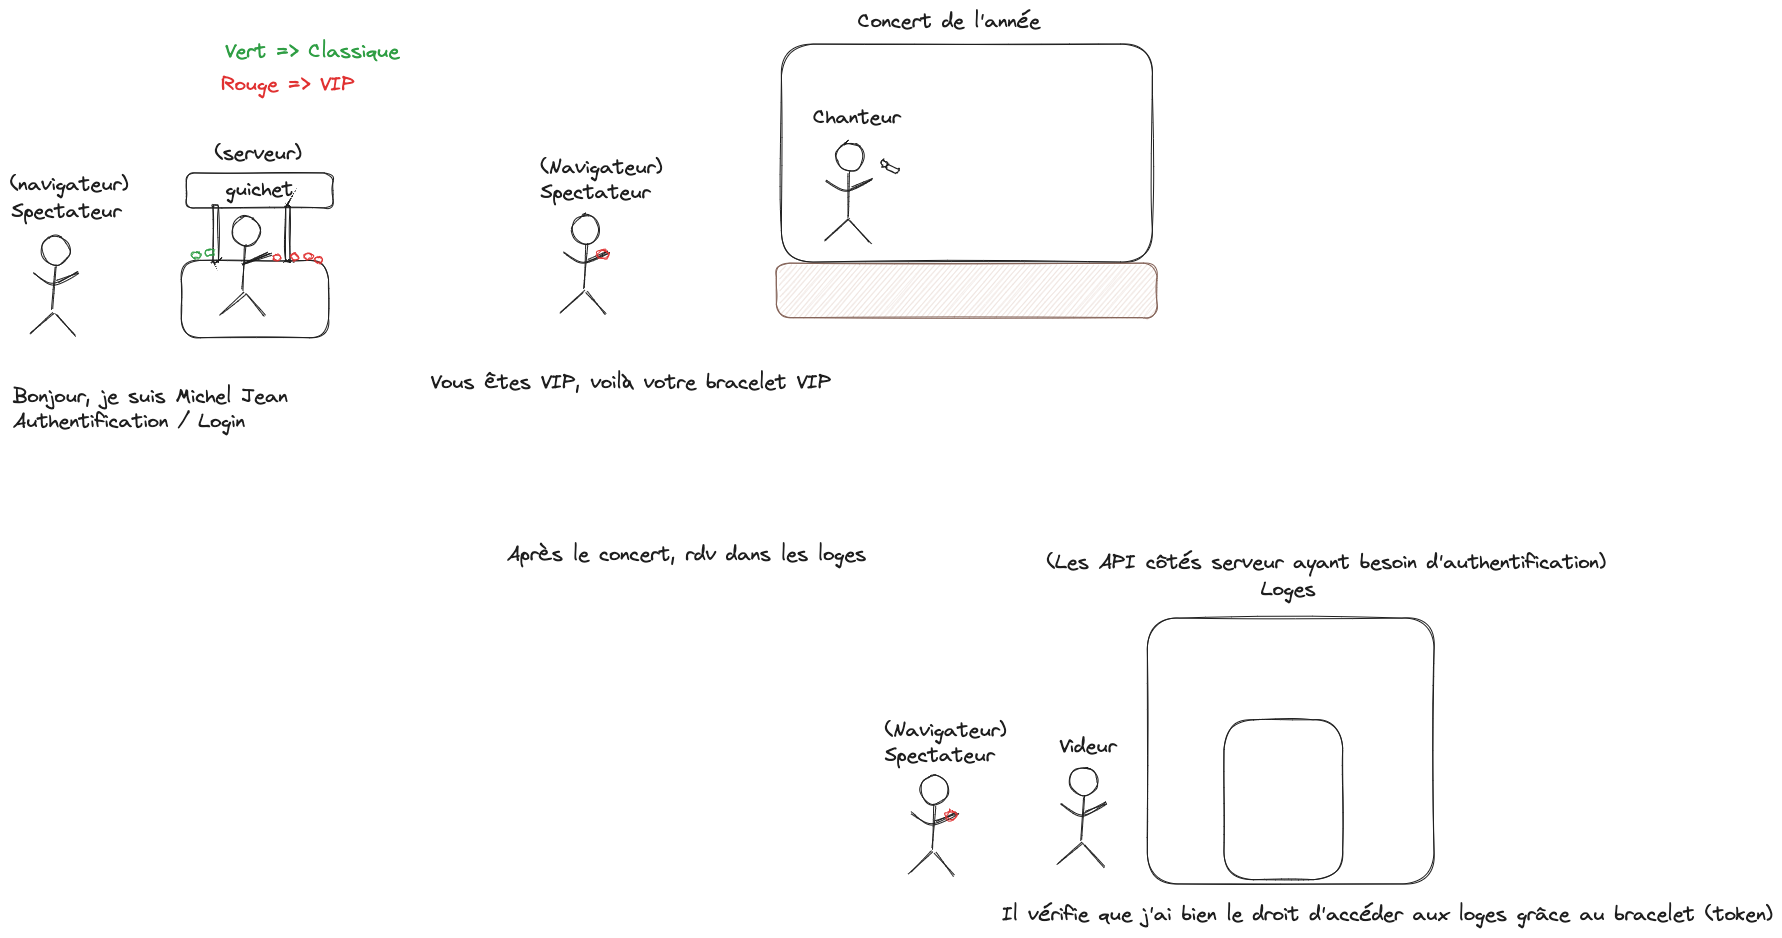 Concert de l'année
Vert => Classique
Rouge => VIP
Chanteur
(serveur)
guichet
(navigateur)
Spectateur
(Navigateur)
Spectateur
Vous êtes VIP, voilà votre bracelet VIP
Bonjour, je suis Michel Jean
Authentification / Login
Après le concert, rdv dans les loges
(Les API côtés serveur ayant besoin d'authentification)
Loges
(Navigateur)
Spectateur
Videur
Il vérifie que j'ai bien le droit d'accéder aux loges grâce au bracelet (token)